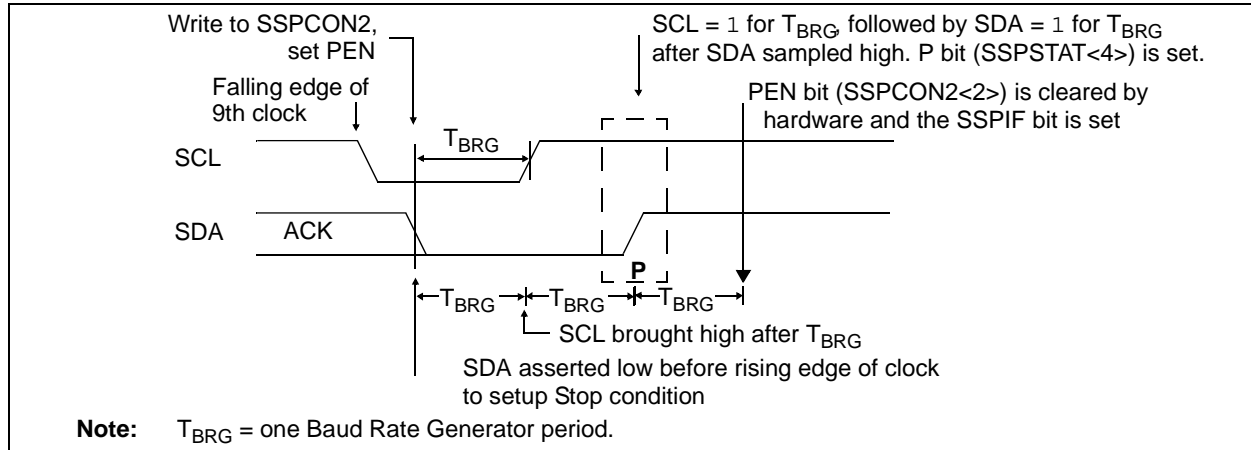 Write to SSPCON2,
set PEN
SCL = 1 for TBRG, followed by SDA = 1 for TBRG
after SDA sampled high. P bit (SSPSTAT<4>) is set.
Falling edge of
9th clock
PEN bit (SSPCON2<2>) is cleared by
hardware and the SSPIF bit is set
TBRG
SCL
SDA
ACK
P
TBRG
TBRG
TBRG
SCL brought high after TBRG
SDA asserted low before rising edge of clock
to setup Stop condition
Note: TBRG = one Baud Rate Generator period.